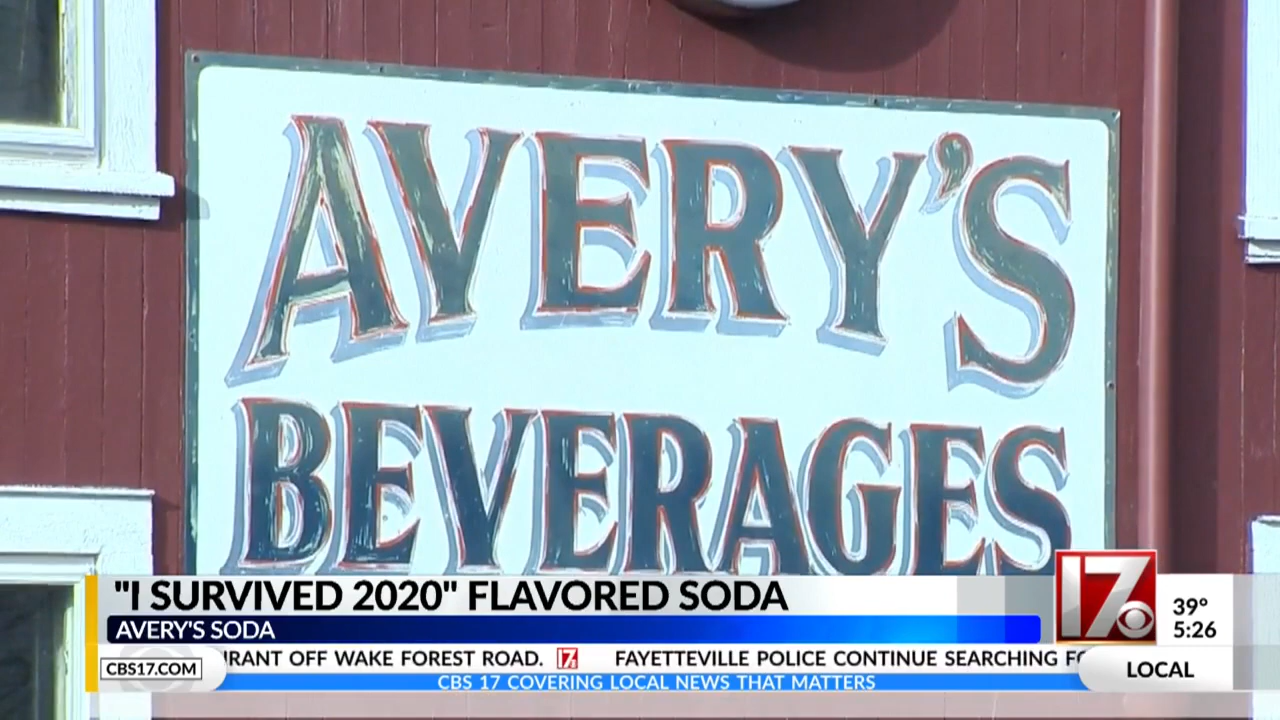 AVERY'S
BEVERAGES
"I SURVIVED 2020" FLAVORED SODA
AVERY'S SODA
17
39°
5:26
CBS17.COM
OFF WAKE FOREST ROAD. 17 FAYETTEVILLE POLICE CONTINUE SEARCHING
LOCAL
CBS 17 COVERING LOCAL NEWS THAT MATTERS